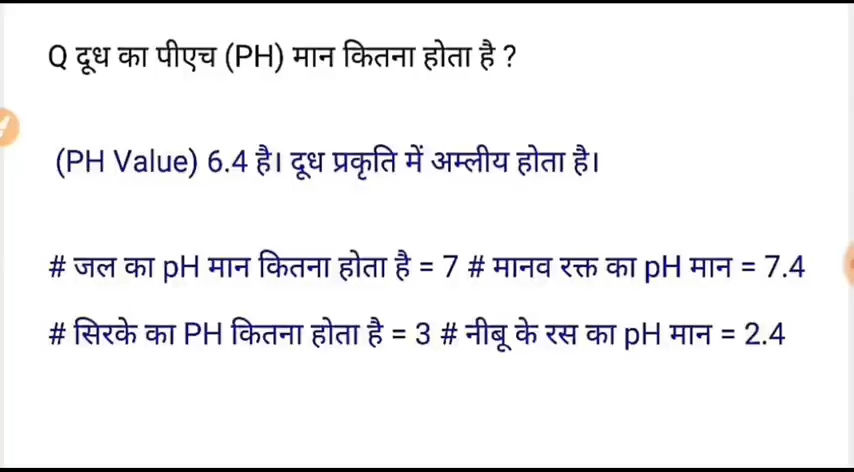 Q दूध का पीएच (PH) मान कितना होता है ?
(PH Value) 6.4 है। दूध प्रकृति में अम्लीय होता है।
# जल का pH मान कितना होता है = 7 # मानव रक्त का pH मान = 7.4
# सिरके का PH कितना होता है = 3 # नीबू के रस का pH मान = 2.4